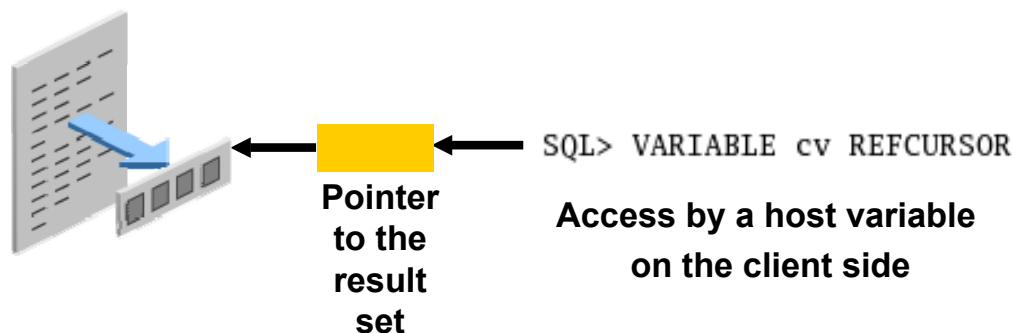 SQL> VARIABLE cv REFCURSOR
Pointer
to the
result
set
Access by a host variable
on the client side